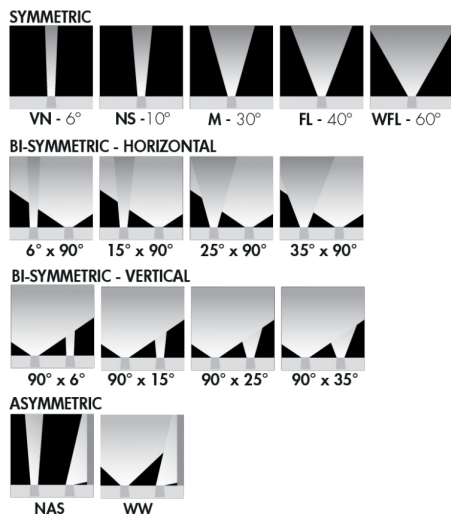 SYMMETRIC
VN - 6° NS -10° M - 30° FL - 40° WFL - 60°
BI-SYMMETRIC - HORIZONTAL
6° x 90° 15° x 90° 25° x 90° 35° x 90°
BI-SYMMETRIC - VERTICAL
90° x 6° 90° x 15° 90° x 25° 90° x 35°
ASYMMETRIC
NAS WW